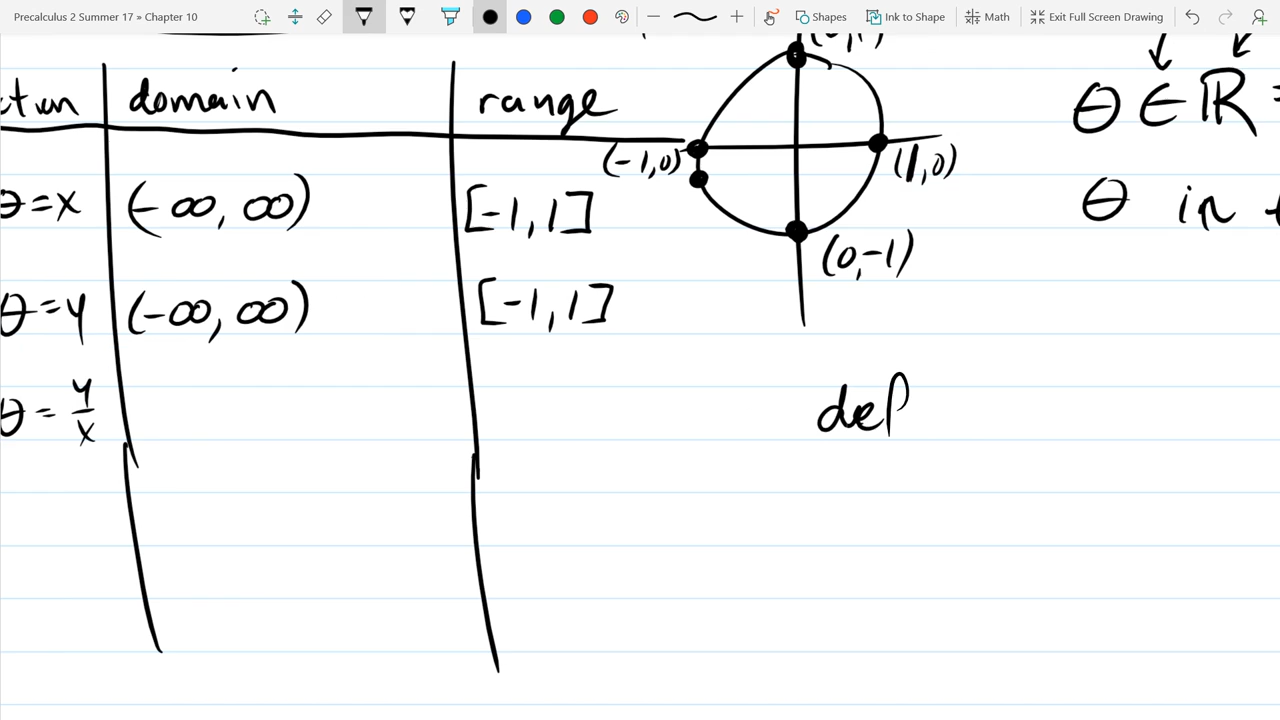 Precalculus 2 Summer 17 » Chapter 10
Shapes
Ink to Shape
Math
Exit Full Screen Drawing
domain
range
θ = x
(-∞, ∞)
[-1, 1]
θ = y
(-∞, ∞)
[-1, 1]
θ = y/x
(-1,0)
(1,0)
(0,-1)
θ ∈ ℝ =
θ in
def